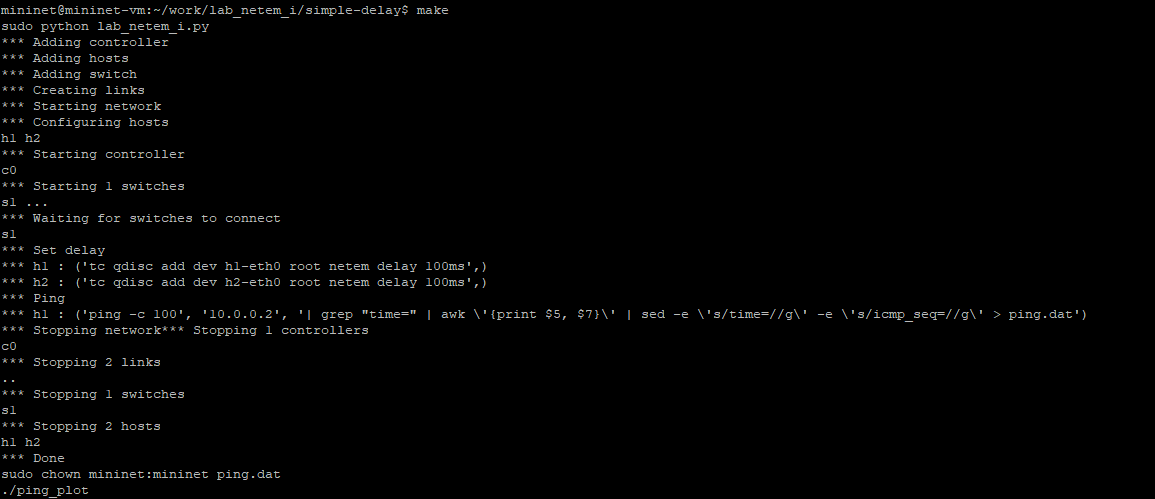 mininet@mininet-vm:~/work/lab_netem_i/simple-delay$ make
sudo python lab_netem_i.py
*** Adding controller
*** Adding hosts
*** Adding switch
*** Creating links
*** Starting network
*** Configuring hosts
h1 h2
*** Starting controller
c0
*** Starting 1 switches
s1 ...
*** Waiting for switches to connect
s1
*** Set delay
*** h1 : ('tc qdisc add dev h1-eth0 root netem delay 100ms',)
*** h2 : ('tc qdisc add dev h2-eth0 root netem delay 100ms',)
*** Ping
*** h1 : ('ping -c 100', '10.0.0.2', '| grep "time=" | awk \'{print $5, $7}\' | sed -e \'s/time=//g\' -e \'s/icmp_seq=//g\' > ping.dat')
*** Stopping network*** Stopping 1 controllers
c0
*** Stopping 2 links
..
*** Stopping 1 switches
s1
*** Stopping 2 hosts
h1 h2
*** Done
sudo chown mininet:mininet ping.dat
./ping_plot